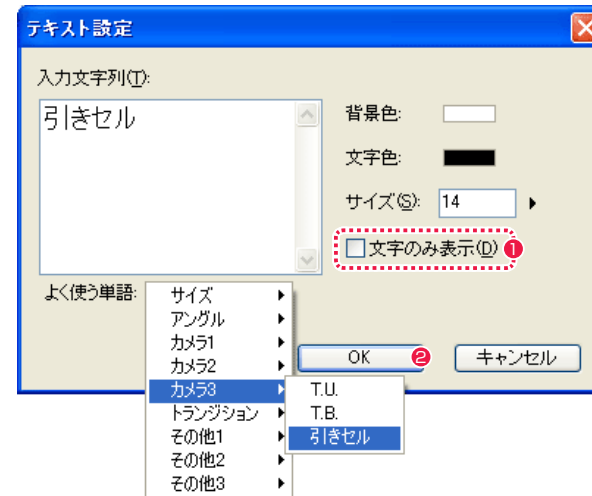 テキスト設定
入力文字列(T):
引きセル
背景色:
文字色:
サイズ(S): 14
文字のみ表示(D) 1
よく使う単語:
サイズ
アングル
カメラ1
カメラ2
カメラ3
トランジション
その他1
その他2
その他3
T.U.
T.B.
引きセル
OK 2
キャンセル